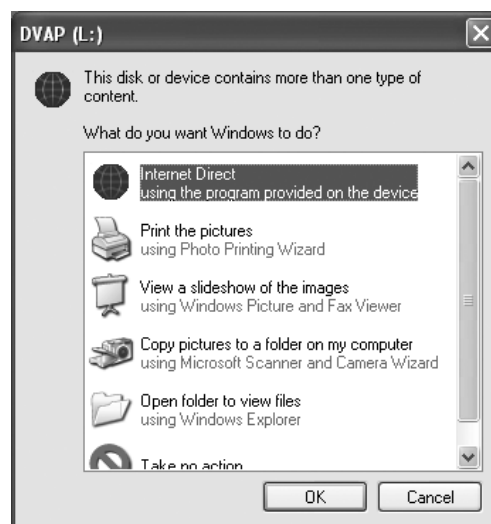 DVAP (L:)
This disk or device contains more than one type of
content.
What do you want Windows to do?
Internet Direct
using the program provided on the device
Print the pictures
using Photo Printing Wizard
View a slideshow of the images
using Windows Picture and Fax Viewer
Copy pictures to a folder on my computer
using Microsoft Scanner and Camera Wizard
Open folder to view files
using Windows Explorer
Take no action
OK Cancel